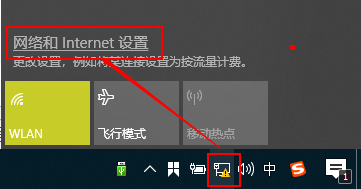 网络和 Internet 设置
更改设置，例如将某连接设置为按流量计费。
WLAN
飞行模式
移动热点
中
S
1